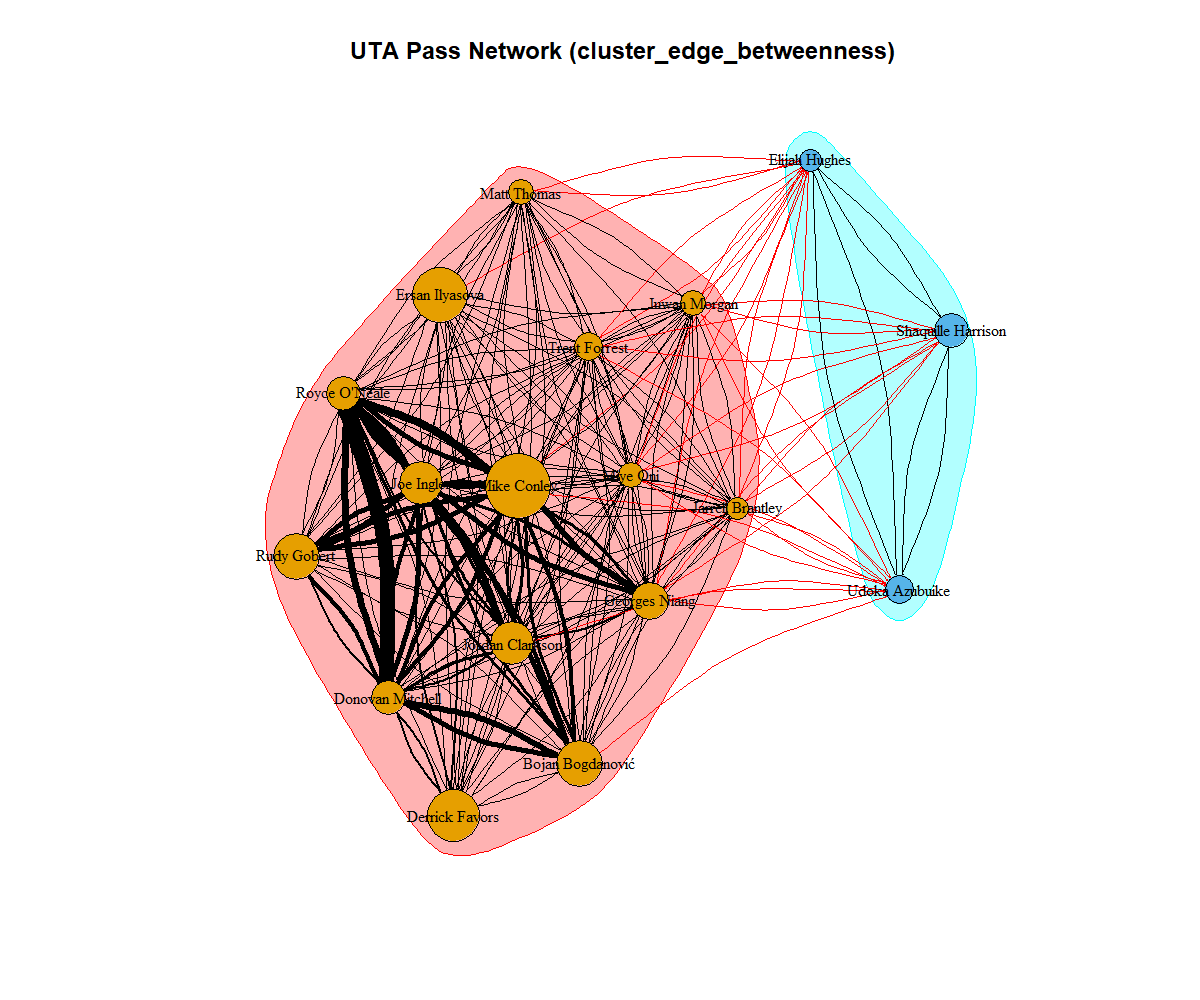 UTA Pass Network (cluster_edge_betweenness)
Elijah Hughes
Matt Thomas
Ersan Ilyasova
Juwan Morgan
Shaquille Harrison
Trent Forrest
Royce O'Neale
Joe Ingles
Mike Conley
Miye Oni
Jarrell Brantley
Rudy Gobert
Udoka Azubuike
Georges Niang
Jordan Clarkson
Donovan Mitchell
Bojan Bogdanović
Derrick Favors